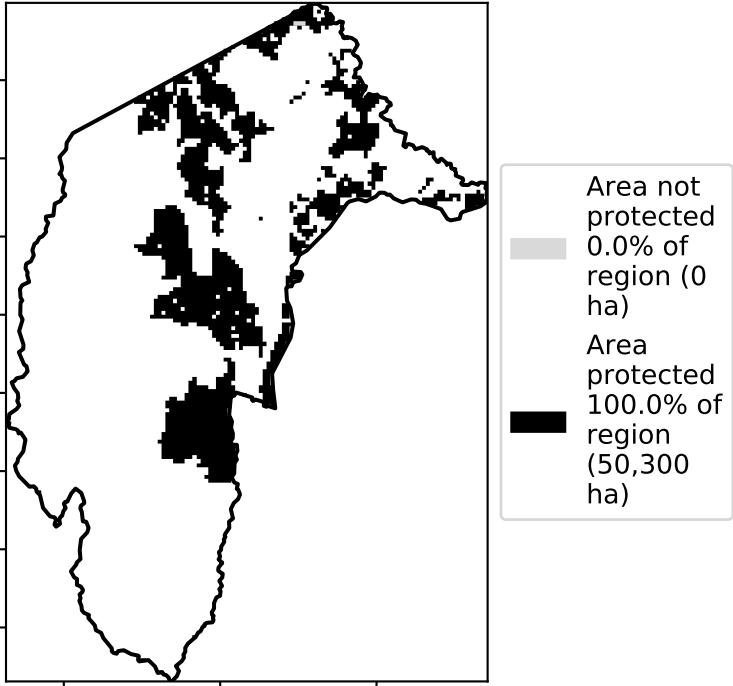 Area not
protected
0.0% of
region (0
ha)
Area
protected
100.0% of
region
(50,300
ha)